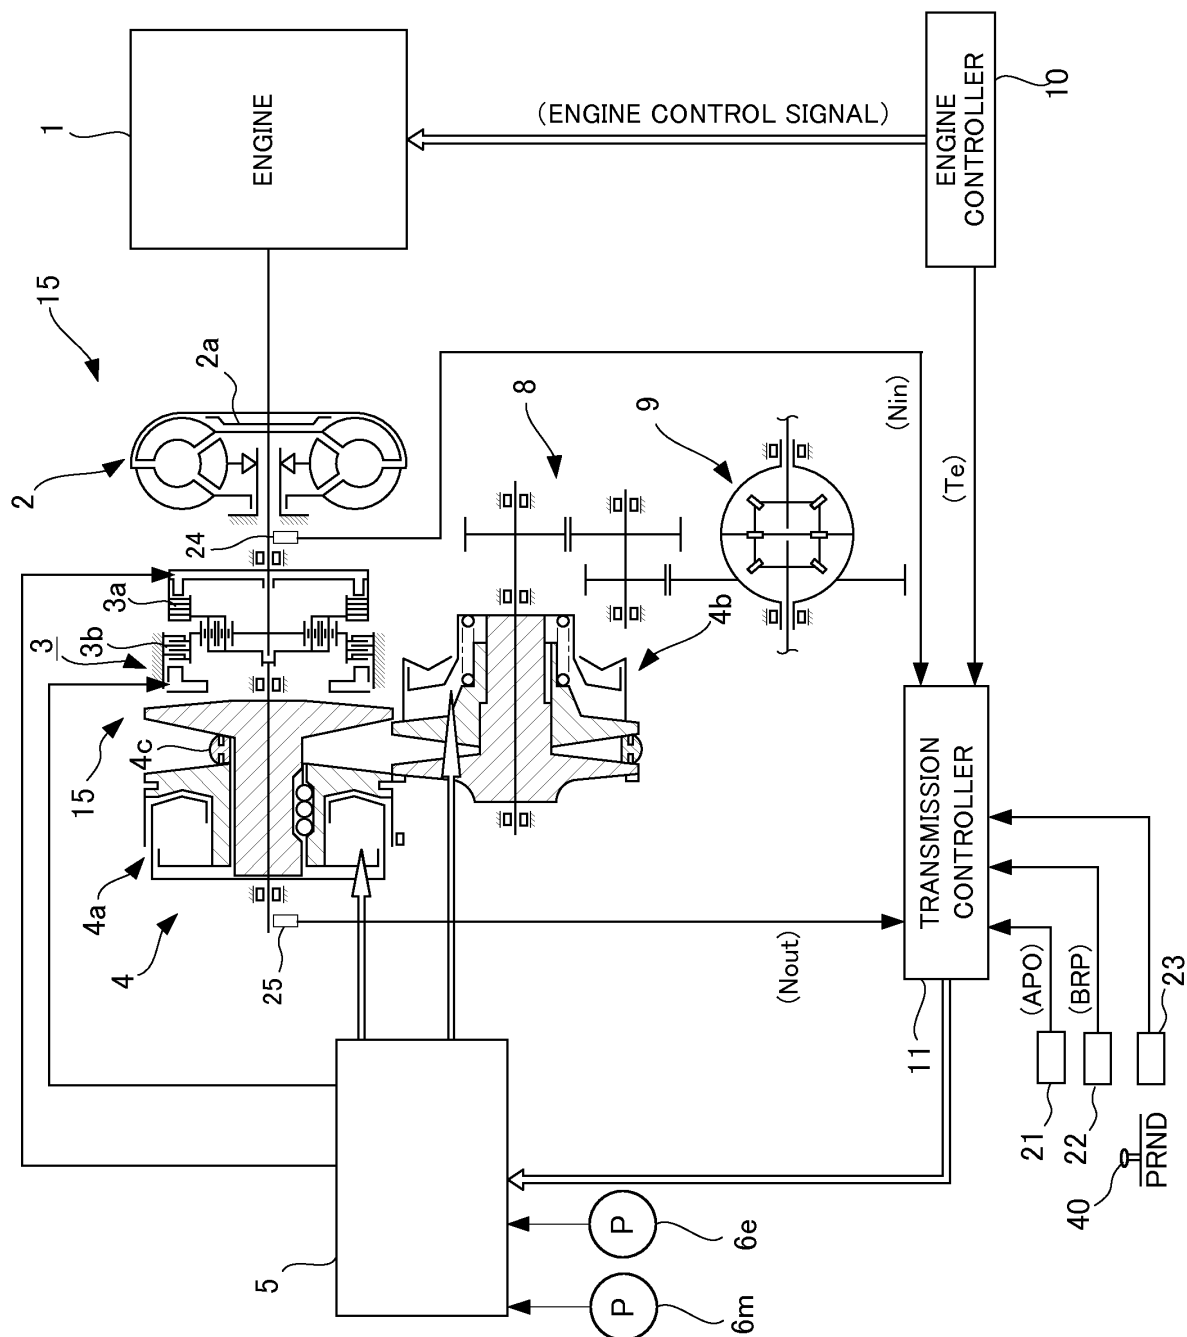 1
ENGINE
(ENGINE CONTROL SIGNAL)
ENGINE
CONTROLLER
10
15
2a
2
24
8
9
(Nin)
(Te)
3a
3b
3
4b
4c
15
4a
4
25
(Nout)
TRANSMISSION
CONTROLLER
11
(APO)
(BRP)
21
22
23
40
PRND
5
P
6e
P
6m